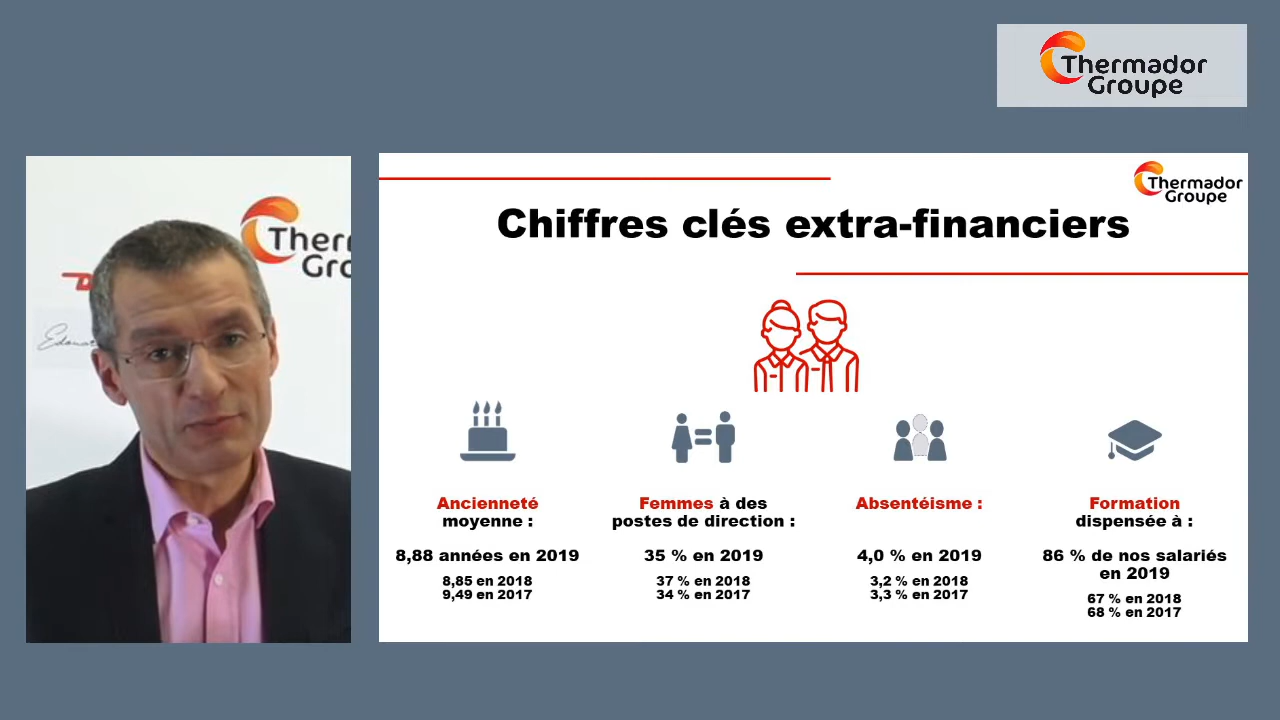 Thermador
Groupe
Thermador
Groupe
Chiffres clés extra-financiers
Ther
Gro
Ancienneté
moyenne :
8,88 années en 2019
8,85 en 2018
9,49 en 2017
Femmes à des
postes de direction :
35 % en 2019
37 % en 2018
34 % en 2017
Absentéisme :
4,0 % en 2019
3,2 % en 2018
3,3 % en 2017
Formation
dispensée à :
86 % de nos salariés
en 2019
67 % en 2018
68 % en 2017